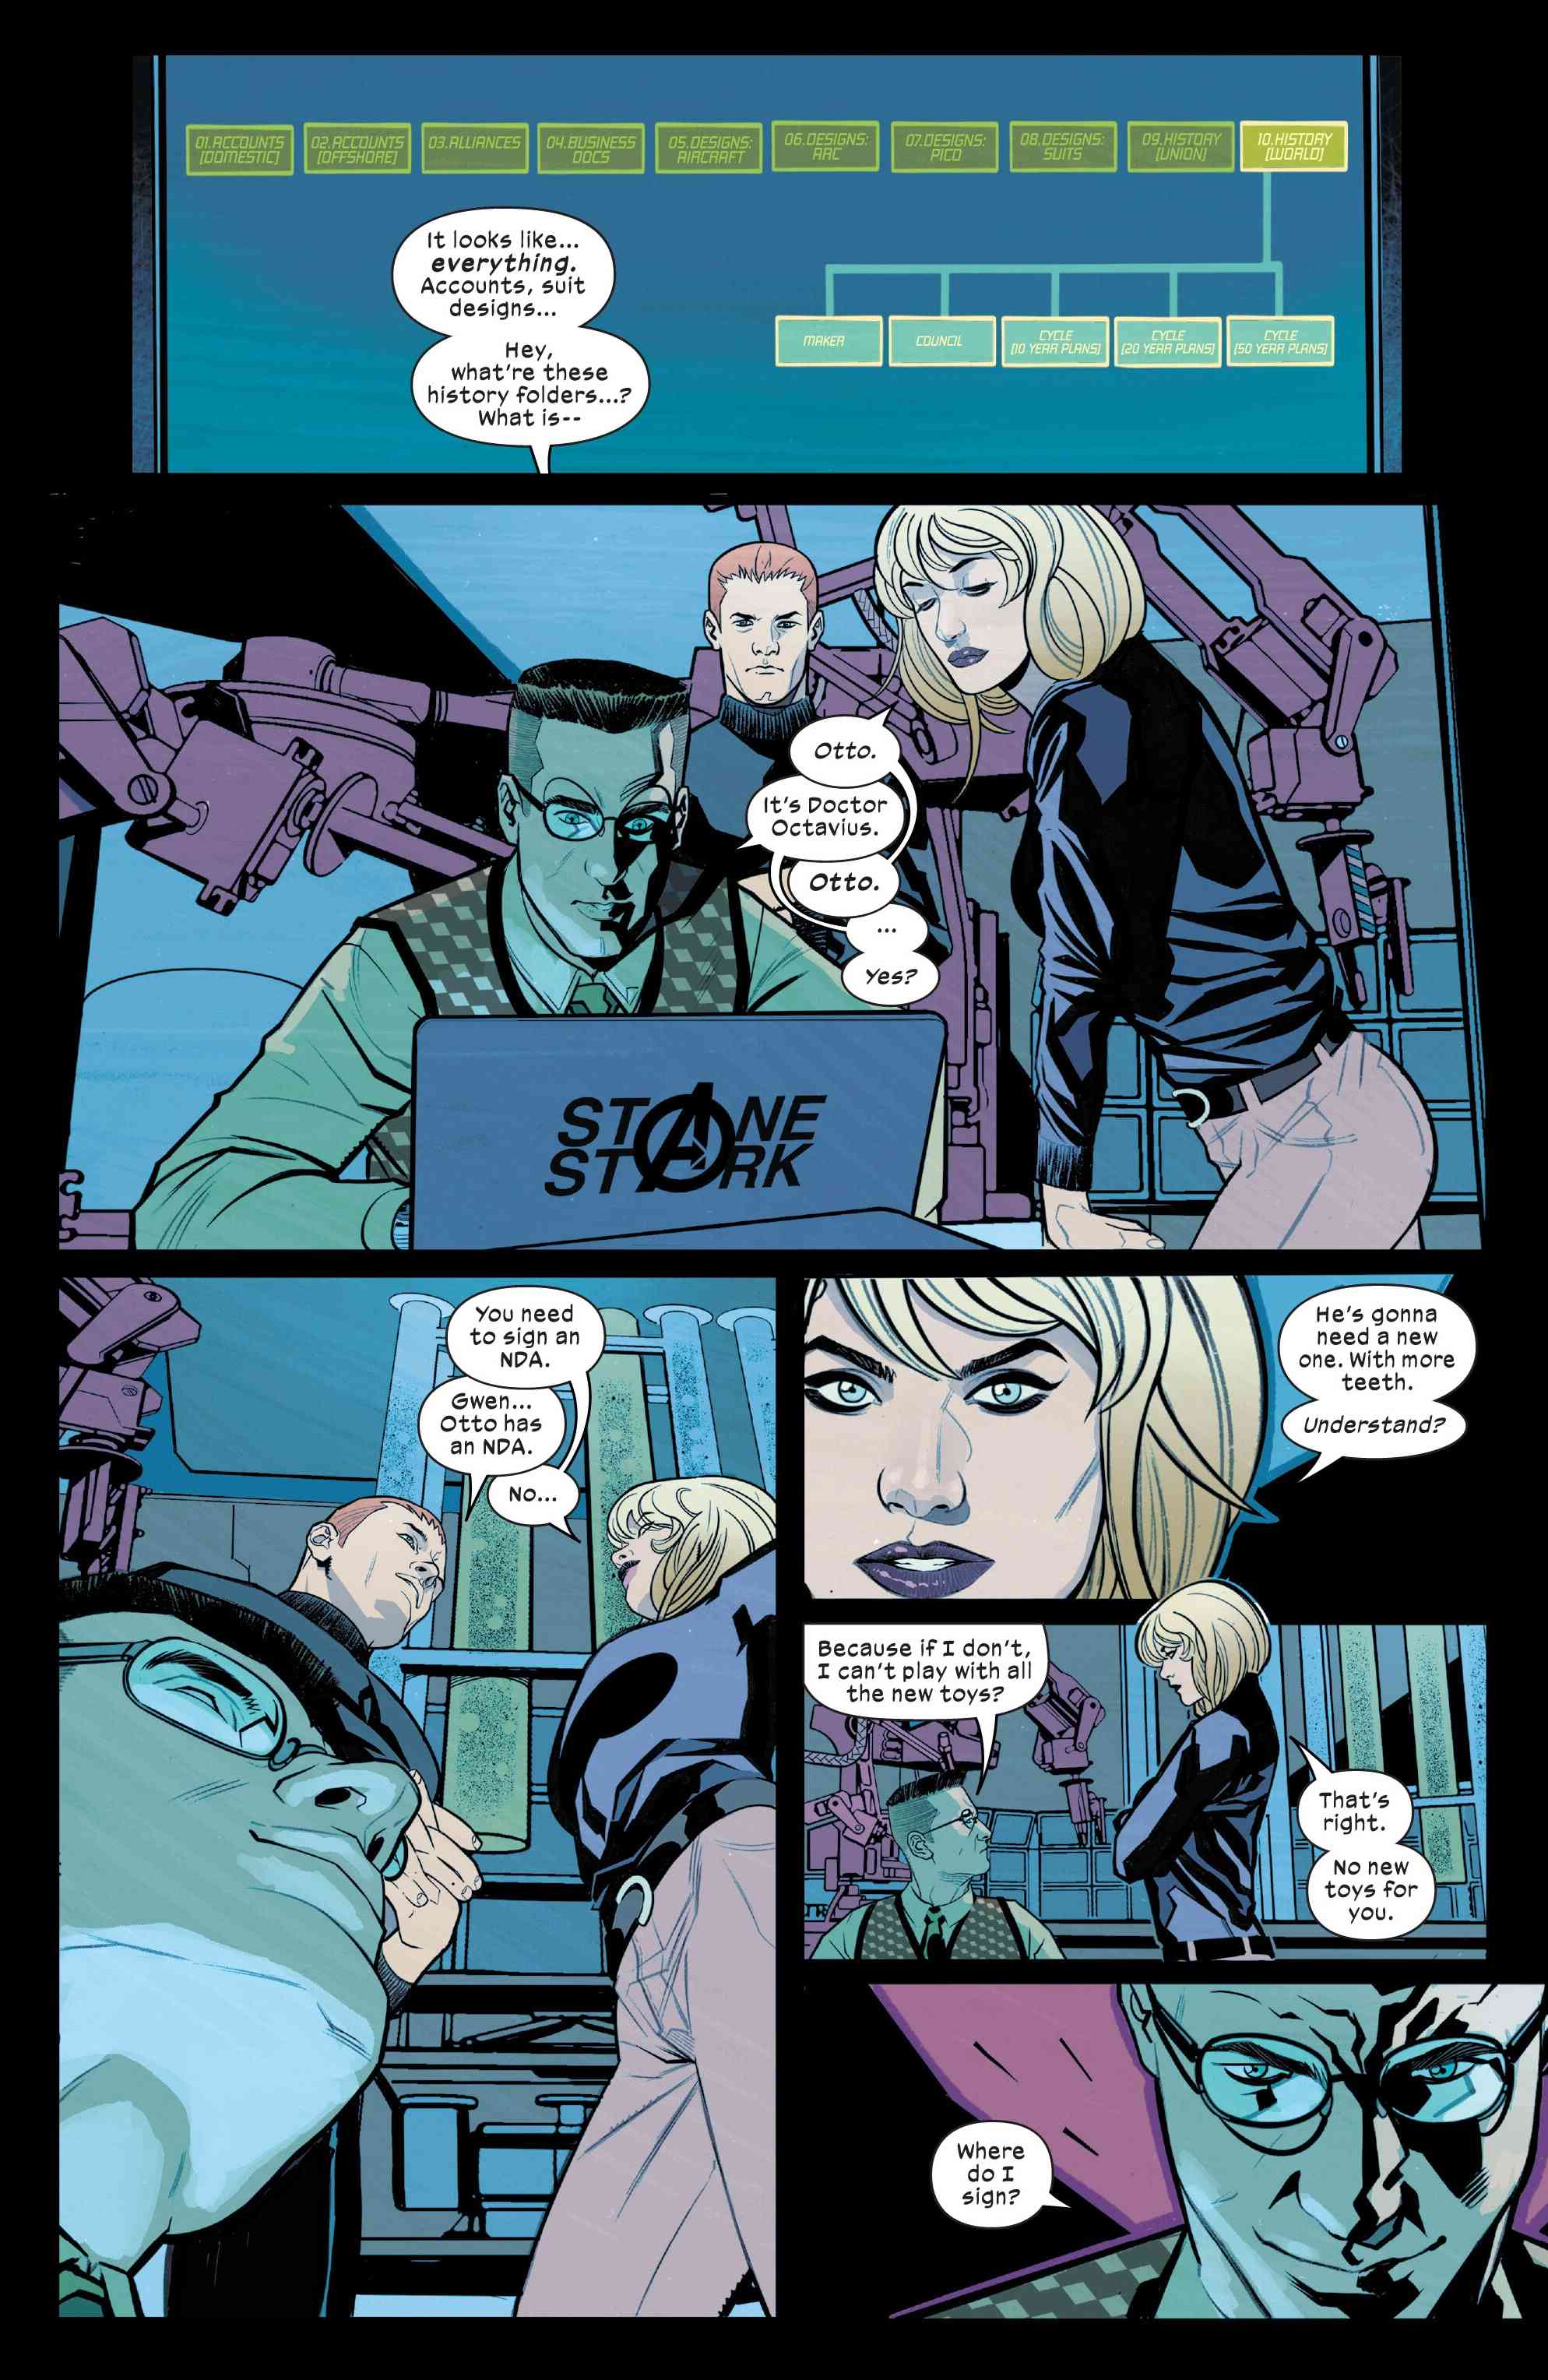 01.ACCOUNTS
[DOMESTIC]
02.ACCOUNTS
[OFFSHORE]
03.ALLIANCES
04.BUSINESS
DOCS
05.DESIGNS:
AIRCRAFT
06.DESIGNS:
ARC
07.DESIGNS:
PICO
08.DESIGNS:
SUITS
09.HISTORY
[UNION]
10.HISTORY
[WORLD]
MAKER
COUNCIL
CYCLE
[10 YEAR PLANS]
CYCLE
[20 YEAR PLANS]
CYCLE
[50 YEAR PLANS]
It looks like...
everything.
Accounts, suit
designs...
Hey,
what're these
history folders...?
What is--
Otto.
It's Doctor
Octavius.
Otto.
...
Yes?
STANE
STARK
You need
to sign an
NDA.
Gwen...
Otto has
an NDA.
No...
He's gonna
need a new
one. With more
teeth.
Understand?
Because if I don't,
I can't play with all
the new toys?
That's
right.
No new
toys for
you.
Where
do I
sign?